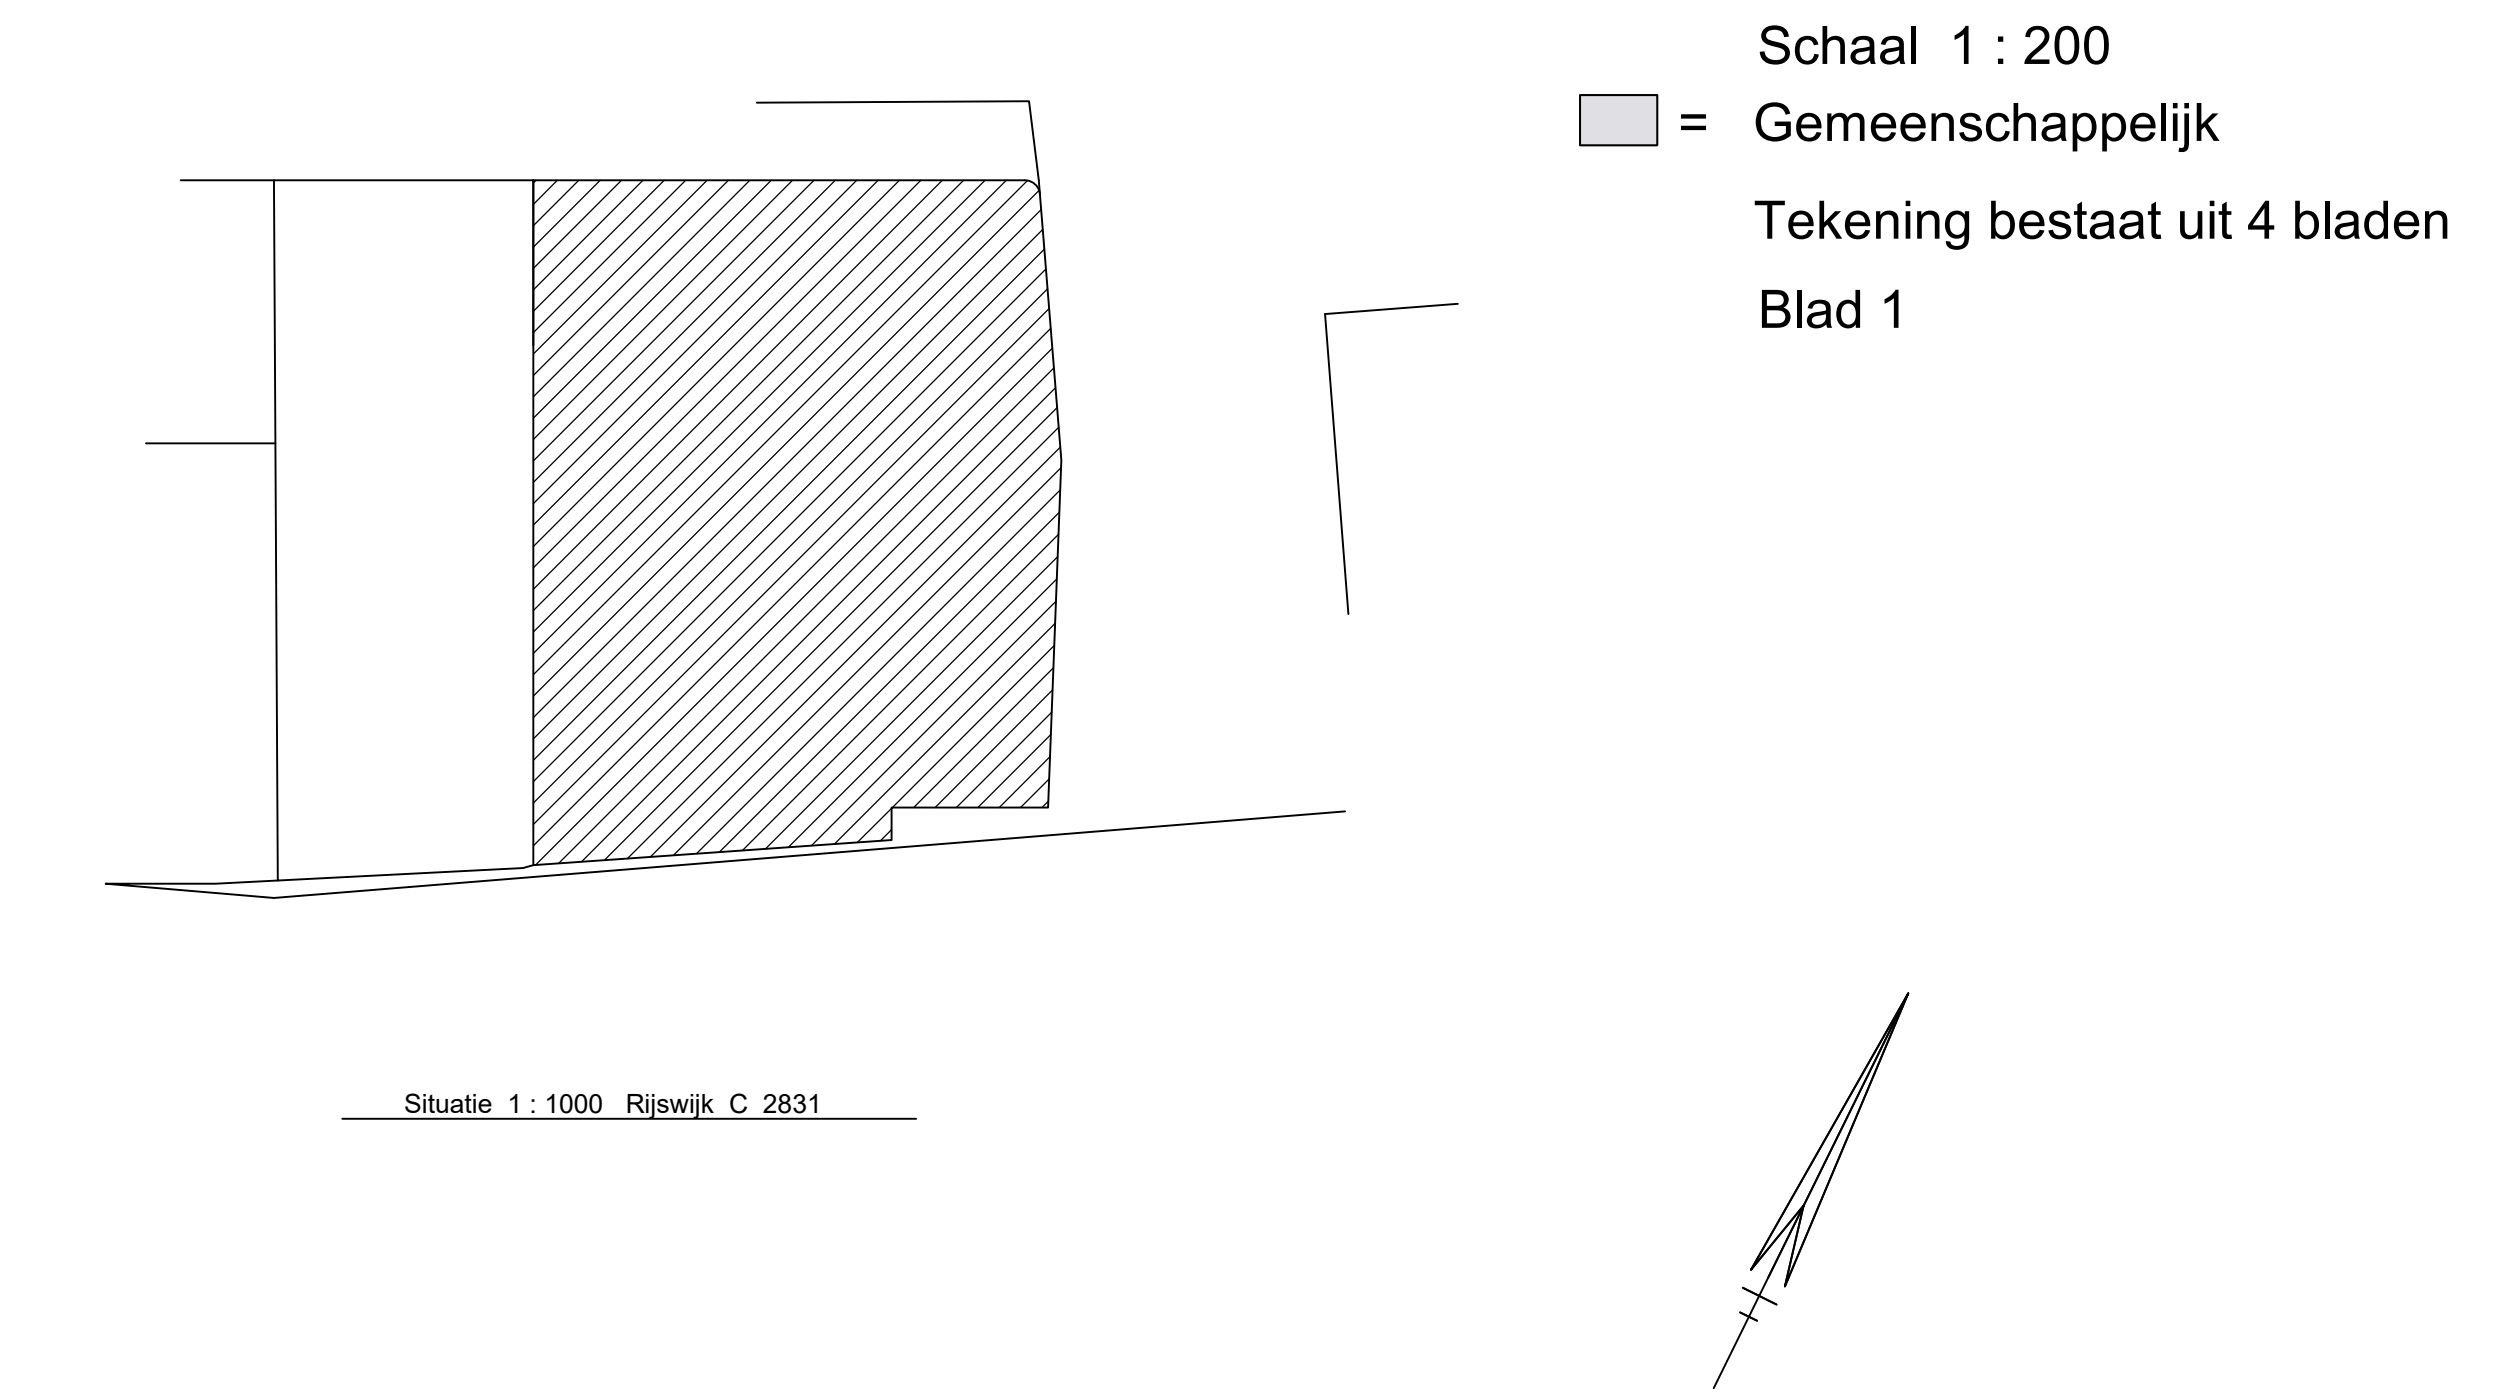 Schaal 1 : 200
= Gemeenschappelijk
Tekening bestaat uit 4 bladen
Blad 1
Situatie 1 : 1000 Rijswijk C 2831